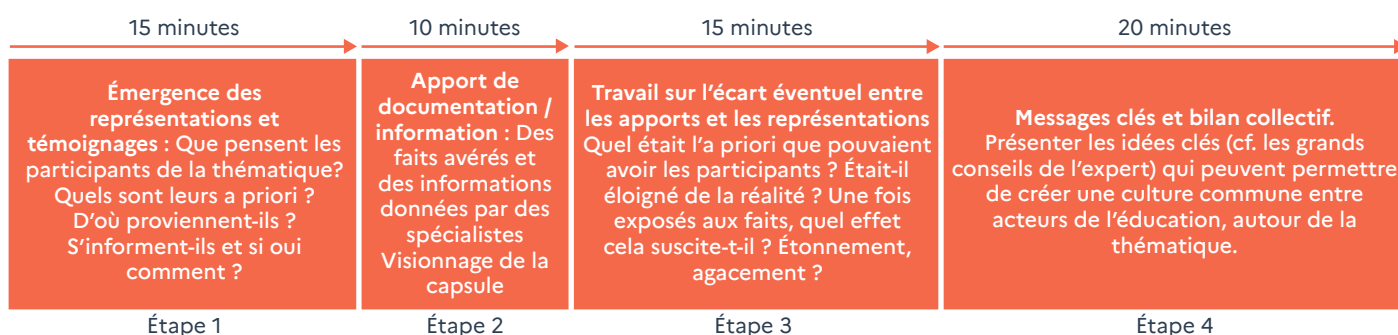 15 minutes
10 minutes
15 minutes
20 minutes
Émergence des
représentations et
témoignages : Que pensent les
participants de la thématique?
Quels sont leurs a priori ?
D’où proviennent-ils ?
S’informent-ils et si oui
comment ?
Apport de
documentation /
information : Des
faits avérés et
des informations
données par des
spécialistes
Visionnage de la
capsule
Travail sur l’écart éventuel entre
les apports et les représentations
Quel était l’a priori que pouvaient
avoir les participants ? Était-il
éloigné de la réalité ? Une fois
exposés aux faits, quel effet
cela suscite-t-il ? Étonnement,
agacement ?
Messages clés et bilan collectif.
Présenter les idées clés (cf. les grands
conseils de l’expert) qui peuvent permettre
de créer une culture commune entre
acteurs de l’éducation, autour de la
thématique.
Étape 1
Étape 2
Étape 3
Étape 4